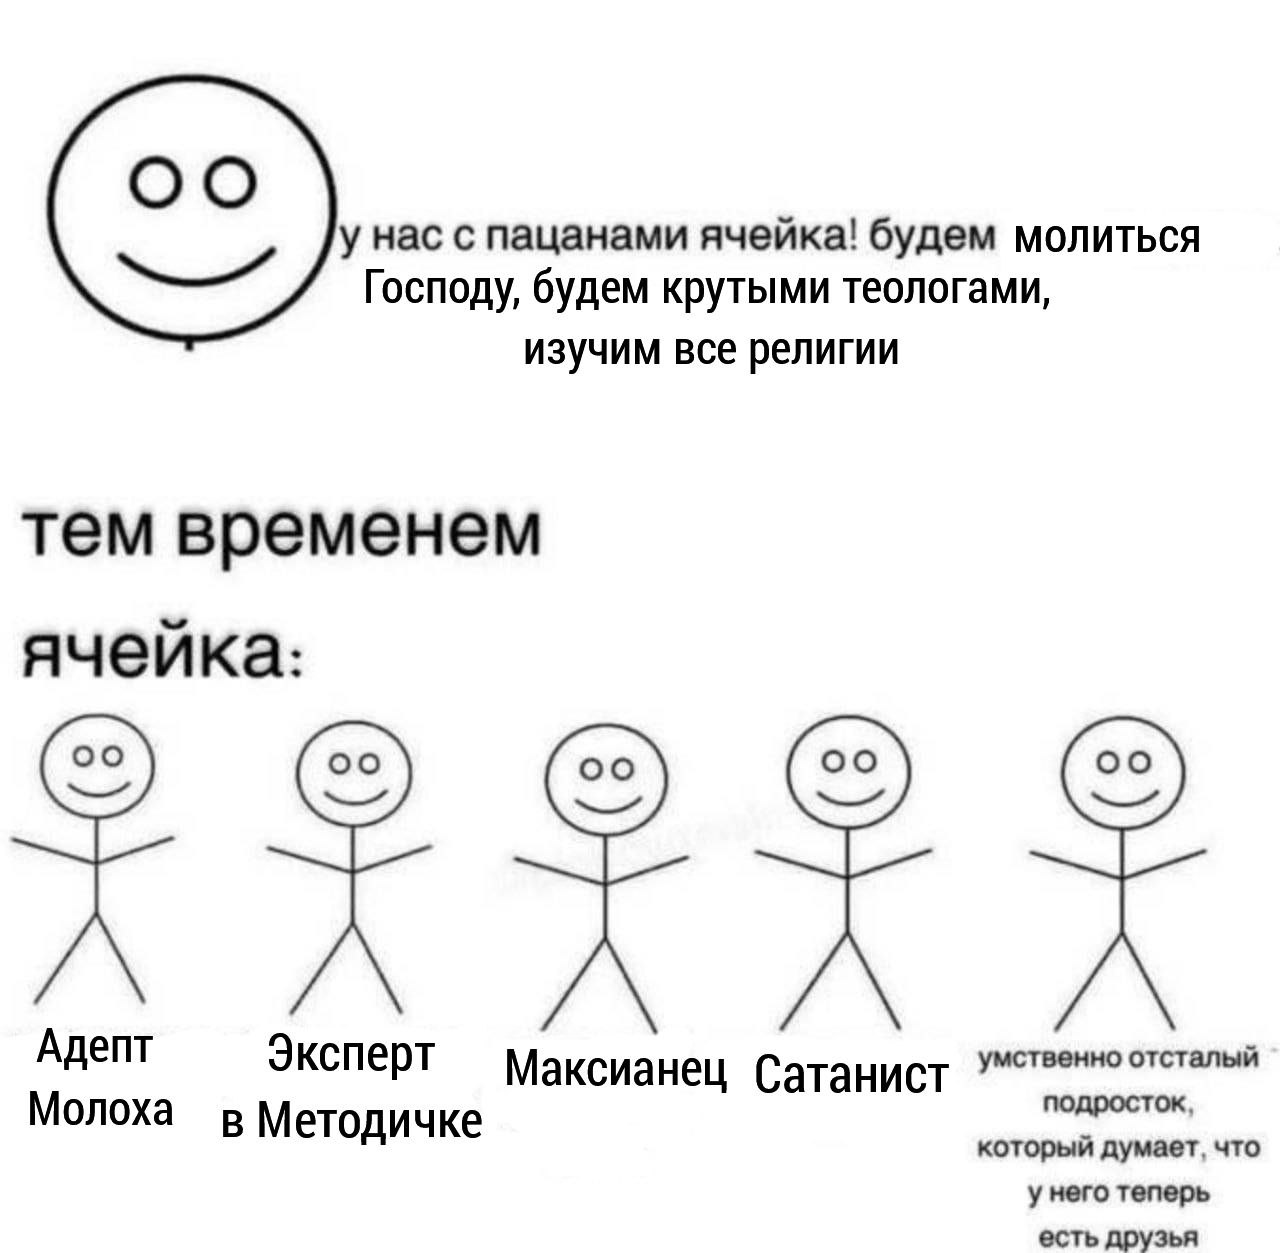 у нас с пацанами ячейка! будем молиться
Господу, будем крутыми теологами,
изучим все религии
тем временем
ячейка:
Адепт
Молоха
Эксперт
в Методичке
Максианец
Сатанист
умственно отсталый
подросток,
который думает, что
у него теперь
есть друзья